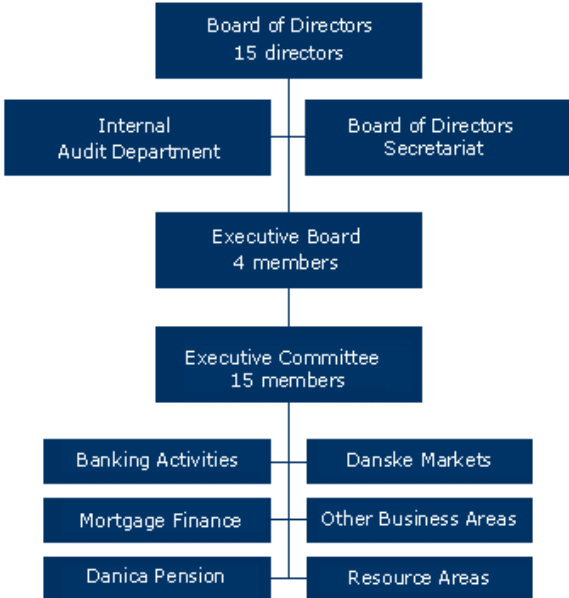 Board of Directors
15 directors
Internal
Audit Department
Board of Directors
Secretariat
Executive Board
4 members
Executive Committee
15 members
Banking Activities
Danske Markets
Mortgage Finance
Other Business Areas
Danica Pension
Resource Areas